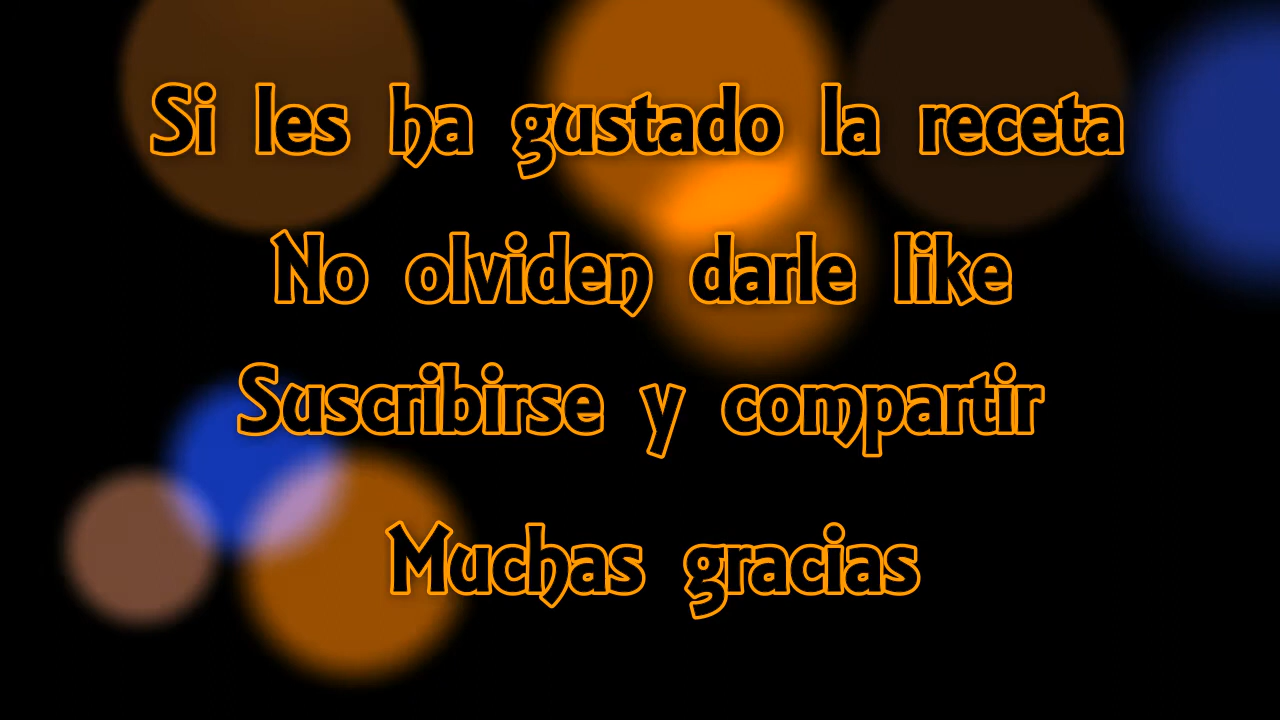 Si les ha gustado la receta
No olviden darle like
Suscribirse y compartir
Muchas gracias